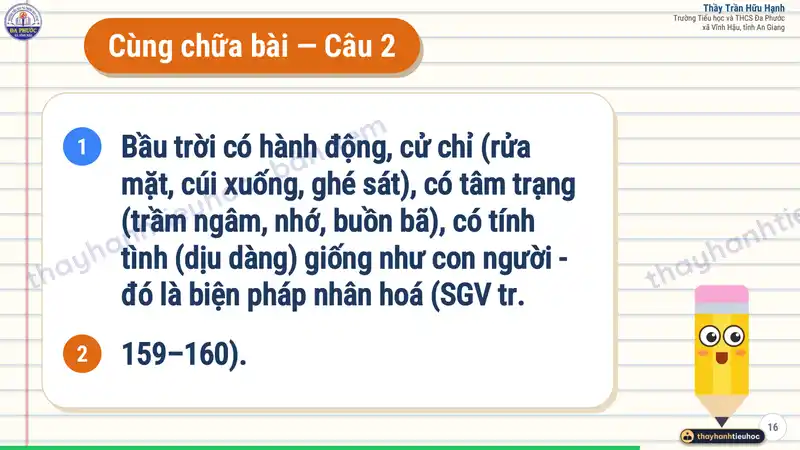 Thầy Trần Hữu Hạnh
Trường Tiểu học và THCS Đa Phước
xã Vĩnh Hậu, tỉnh An Giang
ĐA PHƯỚC
Cùng chữa bài – Câu 2
1
Bầu trời có hành động, cử chỉ (rửa
mặt, cúi xuống, ghé sát), có tâm trạng
(trầm ngâm, nhớ, buồn bã), có tính
tình (dịu dàng) giống như con người -
đó là biện pháp nhân hoá (SGV tr.
2
159–160).
16
thayhanhtieuhoc